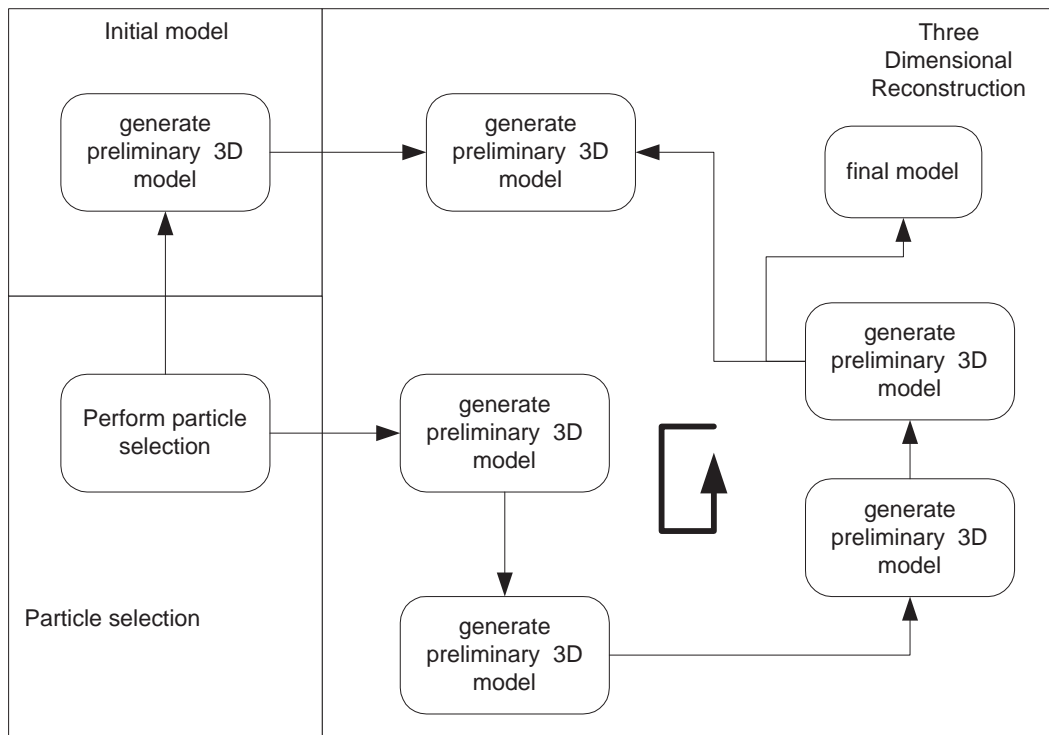 Initial model
generate
preliminary 3D
model
generate
preliminary 3D
model
Three
Dimensional
Reconstruction
final model
Perform particle
selection
generate
preliminary 3D
model
generate
preliminary 3D
model
generate
preliminary 3D
model
Particle selection
generate
preliminary 3D
model